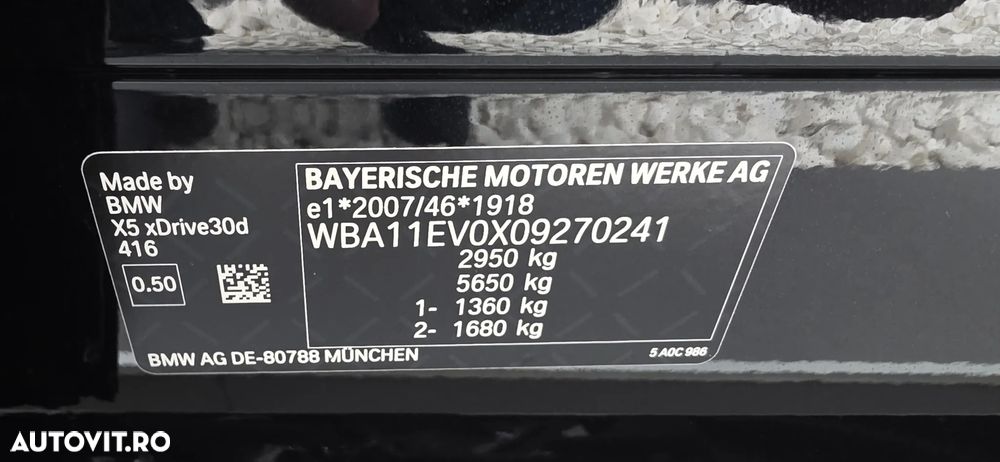 Made by
BMW
X5 xDrive30d
416
0.50
BAYERISCHE MOTOREN WERKE AG
e1*2007/46*1918
WBA11EV0X09270241
2950 kg
5650 kg
1- 1360 kg
2- 1680 kg
BMW AG DE-80788 MÜNCHEN
5 A0C 986
AUTOVIT.RO